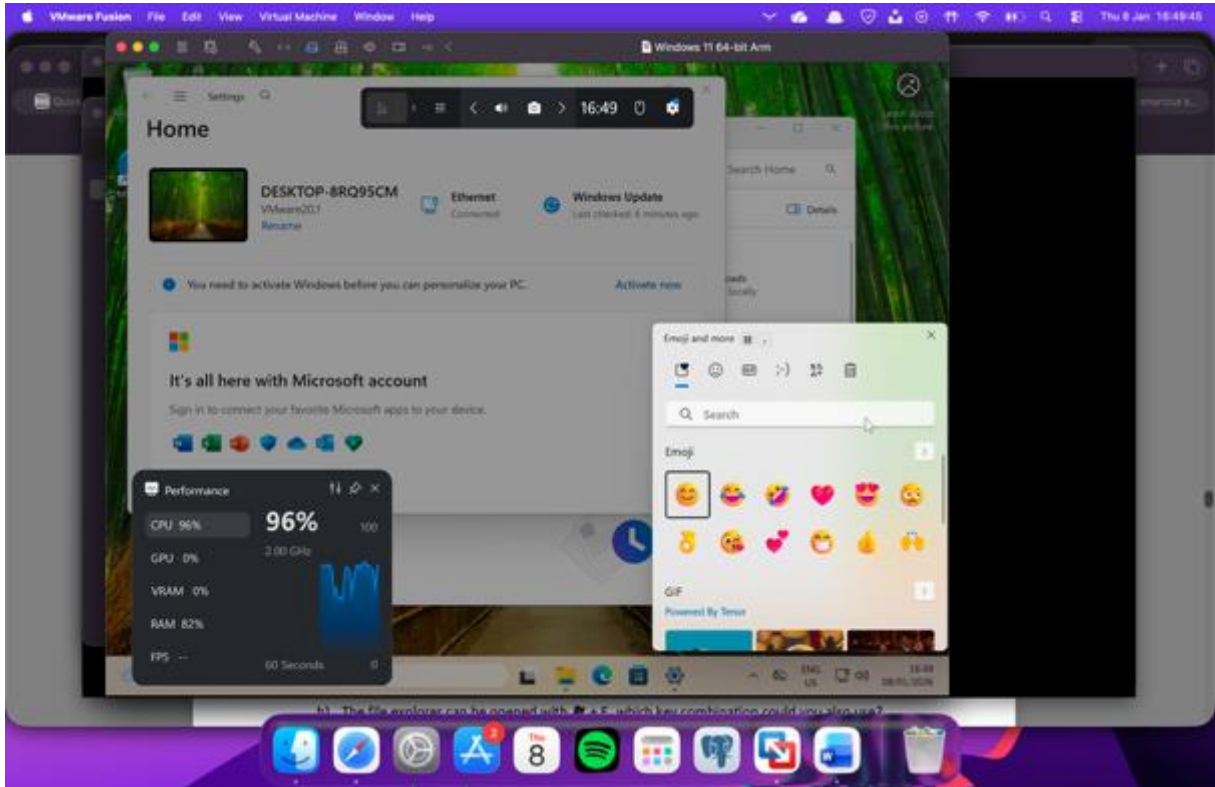 VMware Fusion File Edit View Virtual Machine Window Help
Thu 8 Jan 16:49:45
Windows 11 64-bit Arm
Settings
16:49
Home
Search Home
DESKTOP-8RQ95CM
VMware20,1
Rename
Ethernet
Connected
Windows Update
Last checked: 6 minutes ago
Details
You need to activate Windows before you can personalize your PC.
Activate now
locally
It's all here with Microsoft account
Sign in to connect your favorite Microsoft apps to your device.
Emoji and more
Search
Emoji
GIF
Powered By Tenor
Performance
CPU 96%
96%
100
GPU 0%
2.00 GHz
VRAM 0%
RAM 82%
FPS --
60 Seconds
0
ENG
US
16:49
08/01/2026
b) The file explorer can be opened with + E, which key combination could you also use?
2
Thu
8